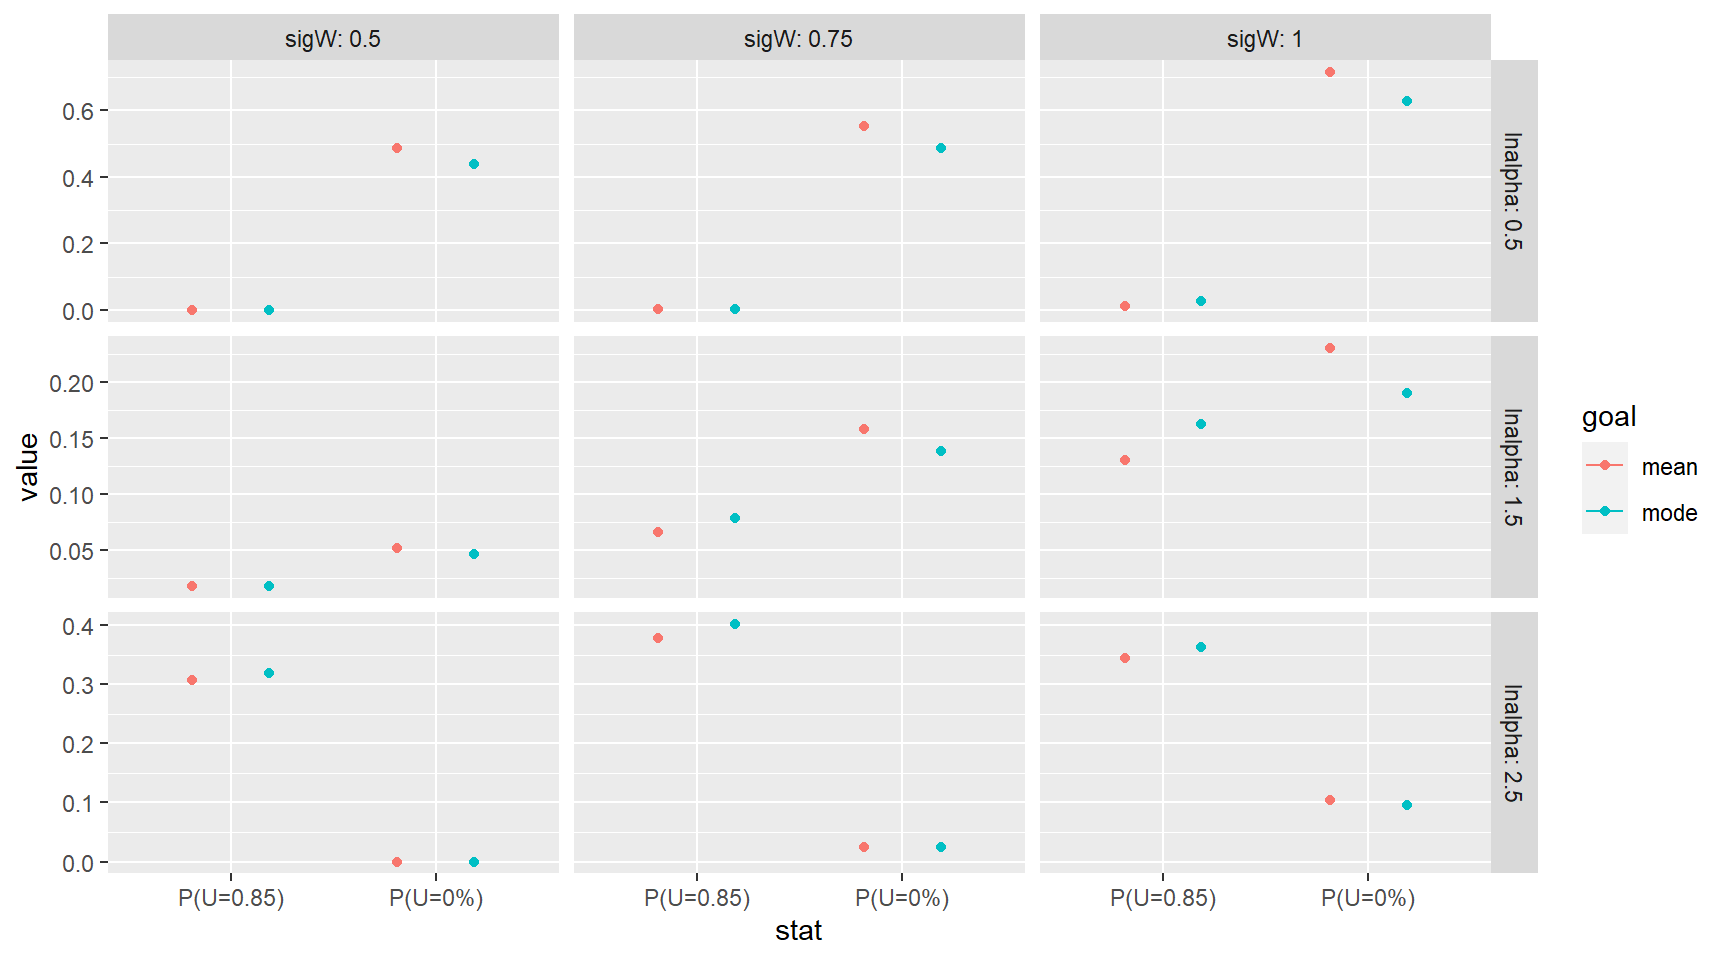 sigW: 0.5
sigW: 0.75
sigW: 1
0.6
0.4
0.2
0.0
lnalpha: 0.5
0.20
0.15
0.10
0.05
lnalpha: 1.5
0.4
0.3
0.2
0.1
0.0
lnalpha: 2.5
value
P(U=0.85)
P(U=0%)
P(U=0.85)
P(U=0%)
P(U=0.85)
P(U=0%)
stat
goal
mean
mode